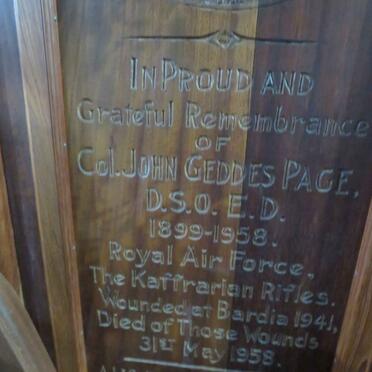 IN PROUD AND
Grateful Remembrance
OF
Col. JOHN GEDDES PAGE,
D.S.O. E.D.
1899-1958.
Royal Air Force,
The Kaffrarian Rifles.
Wounded at Bardia 1941,
Died of Those Wounds
31ST May 1958.